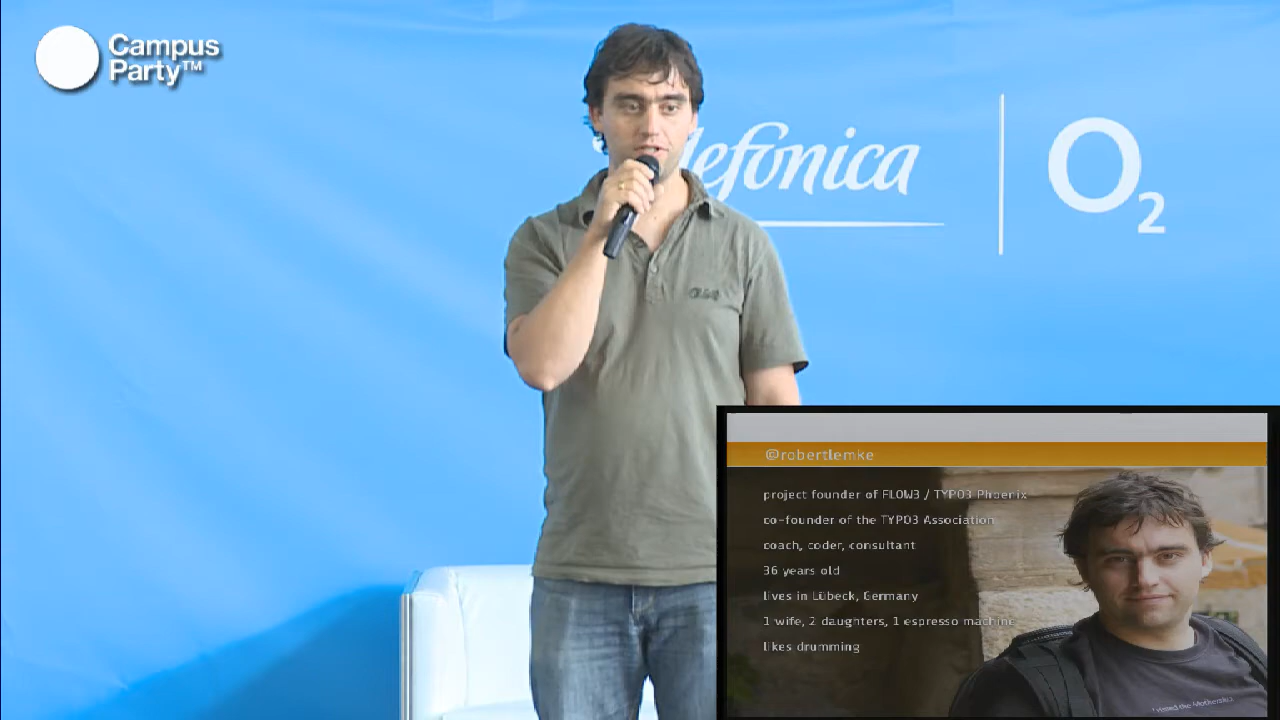 Campus
Party™
lefonica
O2
@robertlemke
project founder of FLOW3 / TYPO3 Phoenix
co-founder of the TYPO3 Association
coach, coder, consultant
36 years old
lives in Lübeck, Germany
1 wife, 2 daughters, 1 espresso machine
likes drumming